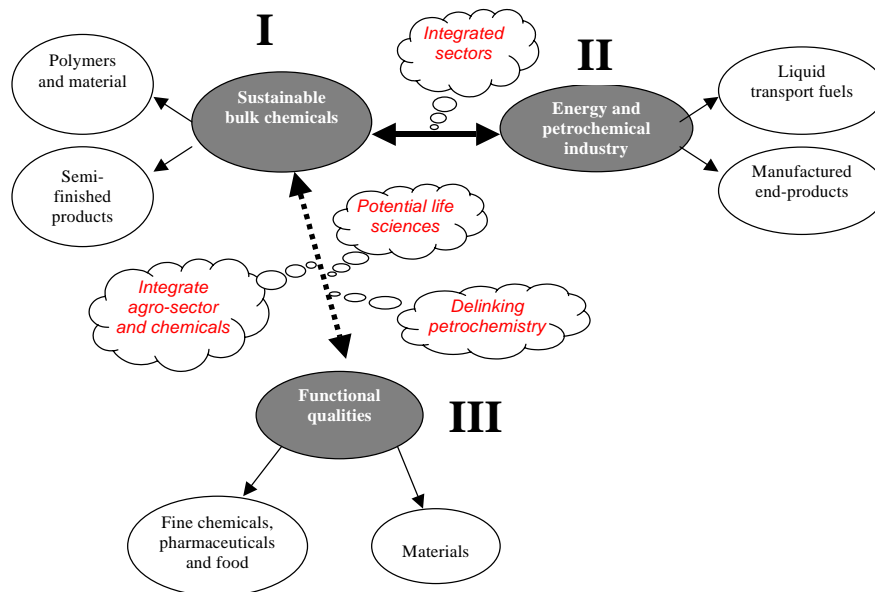 I
Integrated
sectors
II
Polymers
and material
Sustainable
bulk chemicals
Energy and
petrochemical
industry
Liquid
transport fuels
Semi-
finished
products
Manufactured
end-products
Potential life
sciences
Integrate
agro-sector
and chemicals
Delinking
petrochemistry
Functional
qualities
III
Fine chemicals,
pharmaceuticals
and food
Materials